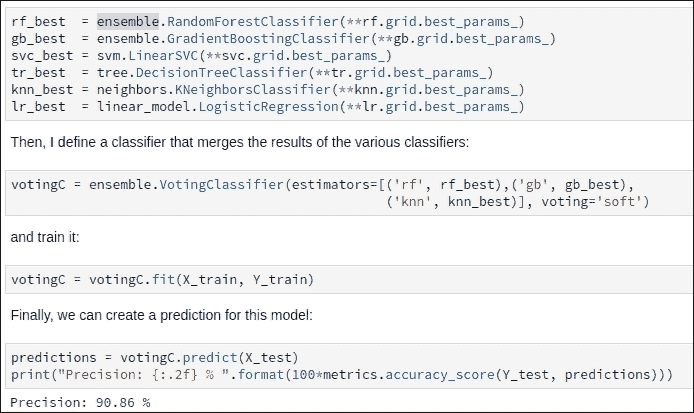 rf_best  = ensemble.RandomForestClassifier(**rf.grid.best_params_)
gb_best  = ensemble.GradientBoostingClassifier(**gb.grid.best_params_)
svc_best = svm.LinearSVC(**svc.grid.best_params_)
tr_best  = tree.DecisionTreeClassifier(**tr.grid.best_params_)
knn_best = neighbors.KNeighborsClassifier(**knn.grid.best_params_)
lr_best  = linear_model.LogisticRegression(**lr.grid.best_params_)
Then, I define a classifier that merges the results of the various classifiers:
votingC = ensemble.VotingClassifier(estimators=[('rf', rf_best),('gb', gb_best),
                                                ('knn', knn_best)], voting='soft')
and train it:
votingC = votingC.fit(X_train, Y_train)
Finally, we can create a prediction for this model:
predictions = votingC.predict(X_test)
print("Precision: {:.2f} % ".format(100*metrics.accuracy_score(Y_test, predictions)))
Precision: 90.86 %